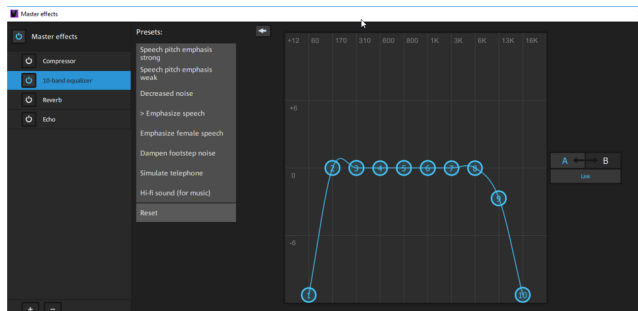 Master effects
Master effects
Compressor
10-band equalizer
Reverb
Echo
+ −
Presets:
Speech pitch emphasis
strong
Speech pitch emphasis
weak
Decreased noise
> Emphasize speech
Emphasize female speech
Dampen footstep noise
Simulate telephone
Hi-fi sound (for music)
Reset
+12 60 170 310 600 800 1K 3K 6K 13K 16K
+6
0
-6
1 2 3 4 5 6 7 8 9 10
A B
Link